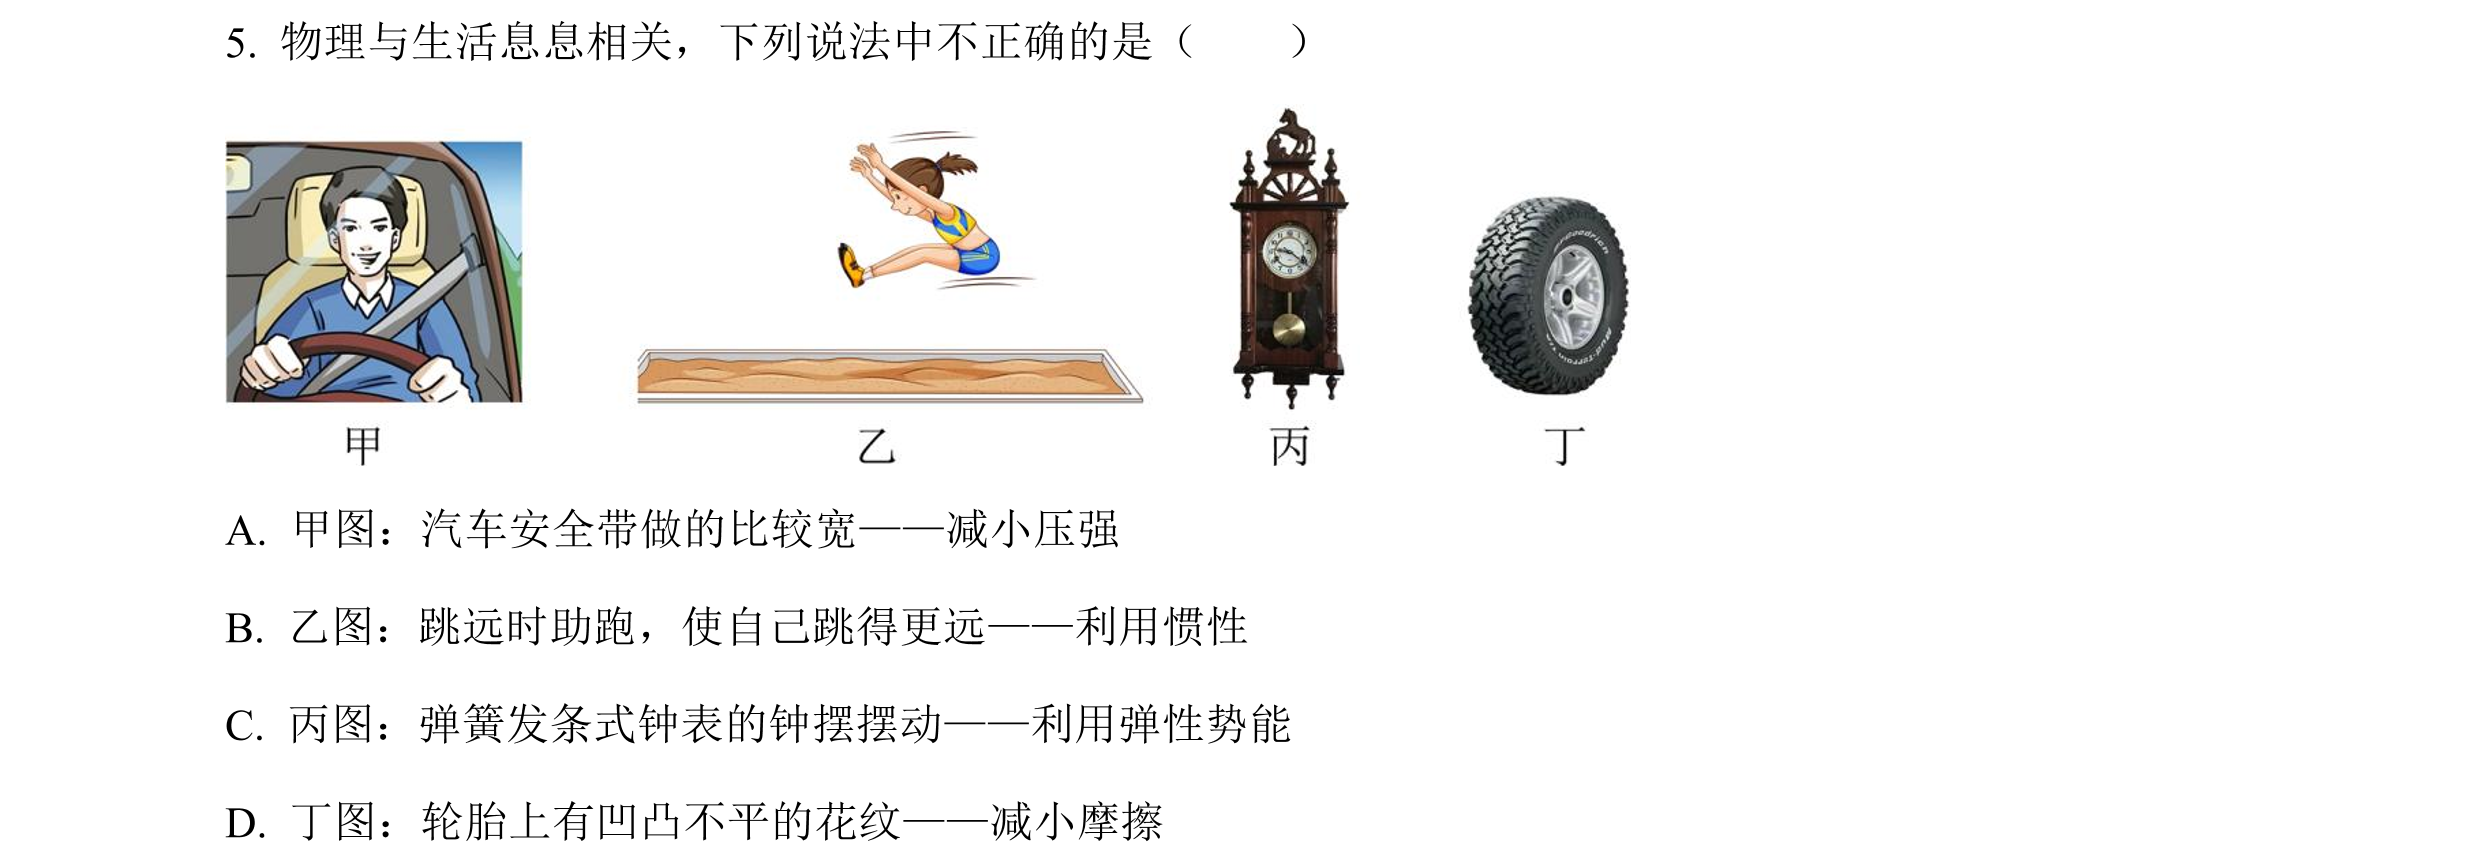 5. 物理与生活息息相关，下列说法中不正确的是（　　）
甲　乙　丙　丁
A. 甲图：汽车安全带做的比较宽——减小压强
B. 乙图：跳远时助跑，使自己跳得更远——利用惯性
C. 丙图：弹簧发条式钟表的钟摆摆动——利用弹性势能
D. 丁图：轮胎上有凹凸不平的花纹——减小摩擦